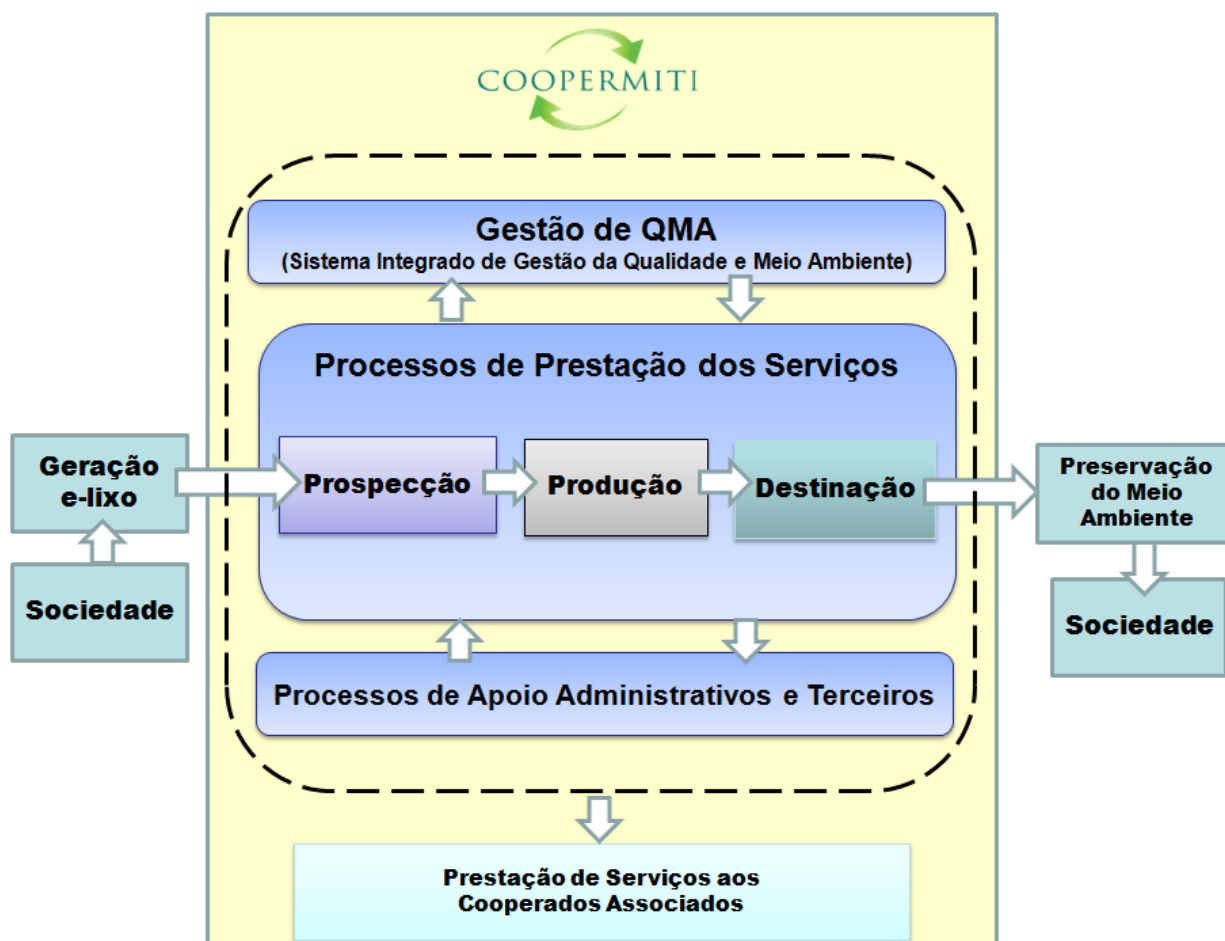 COOPERMITI
Gestão de QMA
(Sistema Integrado de Gestão da Qualidade e Meio Ambiente)
Processos de Prestação dos Serviços
Geração
e-lixo
Sociedade
Prospecção
Produção
Destinação
Preservação
do Meio
Ambiente
Sociedade
Processos de Apoio Administrativos e Terceiros
Prestação de Serviços aos
Cooperados Associados